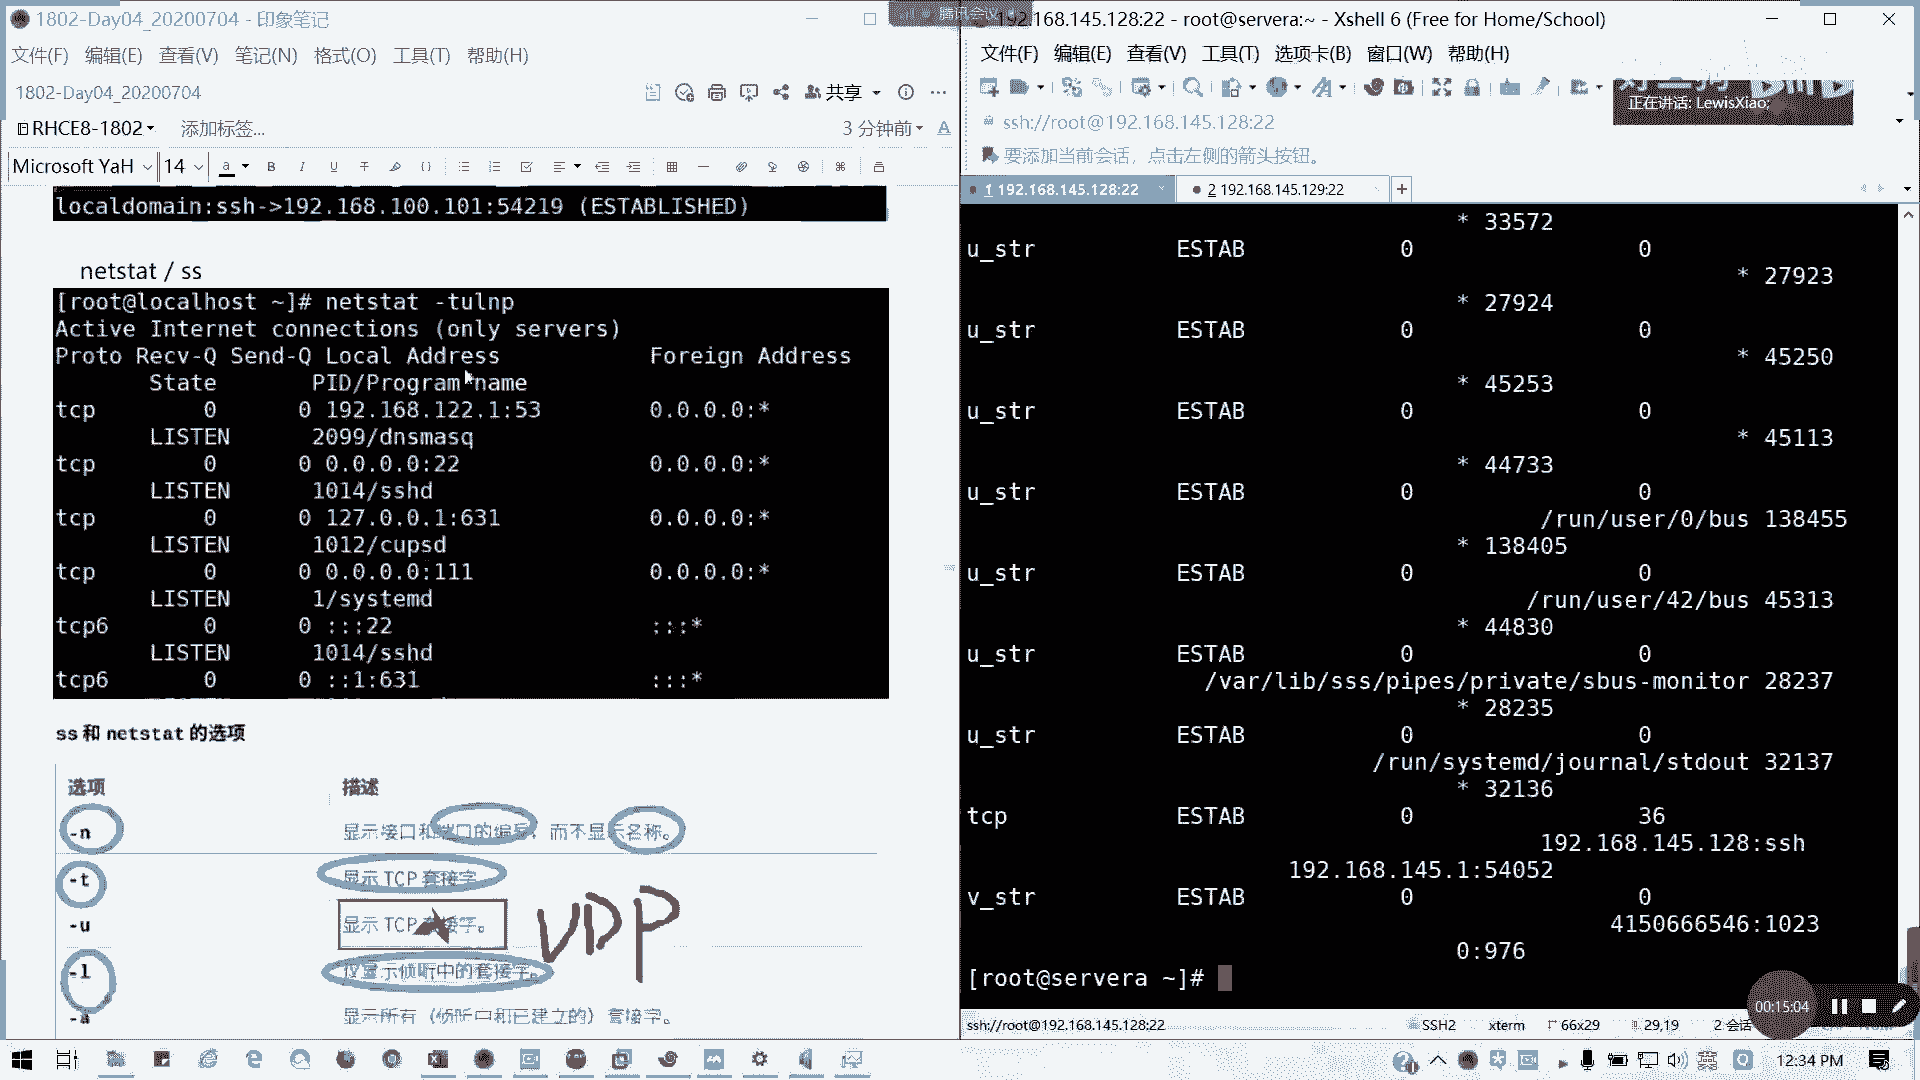 1802-Day04_20200704 - 印象笔记
文件(F) 编辑(E) 查看(V) 笔记(N) 格式(O) 工具(T) 帮助(H)
1802-Day04_20200704
共享
RHCE8-1802
添加标签...
3 分钟前
Microsoft YaH
14
localdomain:ssh->192.168.100.101:54219 (ESTABLISHED)
netstat / ss
[root@localhost ~]# netstat -tulnp
Active Internet connections (only servers)
Proto Recv-Q Send-Q Local Address Foreign Address
State PID/Program name
tcp 0 0 192.168.122.1:53 0.0.0.0:*
LISTEN 2099/dnsmasq
tcp 0 0 0.0.0.0:22 0.0.0.0:*
LISTEN 1014/sshd
tcp 0 0 127.0.0.1:631 0.0.0.0:*
LISTEN 1012/cupsd
tcp 0 0 0.0.0.0:111 0.0.0.0:*
LISTEN 1/systemd
tcp6 0 0 :::22 :::*
LISTEN 1014/sshd
tcp6 0 0 ::1:631 :::*
ss 和 netstat 的选项
选项 描述
-n 显示接口和端口的编号，而不显示名称。
-t 显示 TCP 套接字
-u 显示 TCP 套接字。
UDP
-l 仅显示侦听中的套接字。
-a 显示所有（侦听中和已建立的）套接字。
腾讯会议
192.168.145.128:22 - root@servera:~ - Xshell 6 (Free for Home/School)
文件(F) 编辑(E) 查看(V) 工具(T) 选项卡(B) 窗口(W) 帮助(H)
正在讲话: LewisXiao;
ssh://root@192.168.145.128:22
要添加当前会话，点击左侧的箭头按钮。
1 192.168.145.128:22
2 192.168.145.129:22
* 33572
u_str ESTAB 0 0
* 27923
* 27924
u_str ESTAB 0 0
* 45250
* 45253
u_str ESTAB 0 0
* 45113
* 44733
u_str ESTAB 0 0
/run/user/0/bus 138455
* 138405
u_str ESTAB 0 0
/run/user/42/bus 45313
* 44830
u_str ESTAB 0 0
/var/lib/sss/pipes/private/sbus-monitor 28237
* 28235
u_str ESTAB 0 0
/run/systemd/journal/stdout 32137
* 32136
tcp ESTAB 0 36
192.168.145.128:ssh
192.168.145.1:54052
v_str ESTAB 0 0
4150666546:1023
0:976
[root@servera ~]#
00:15:04
ssh://root@192.168.145.128:22
SSH2
xterm
66x29
29,19
2 会话
英
12:34 PM